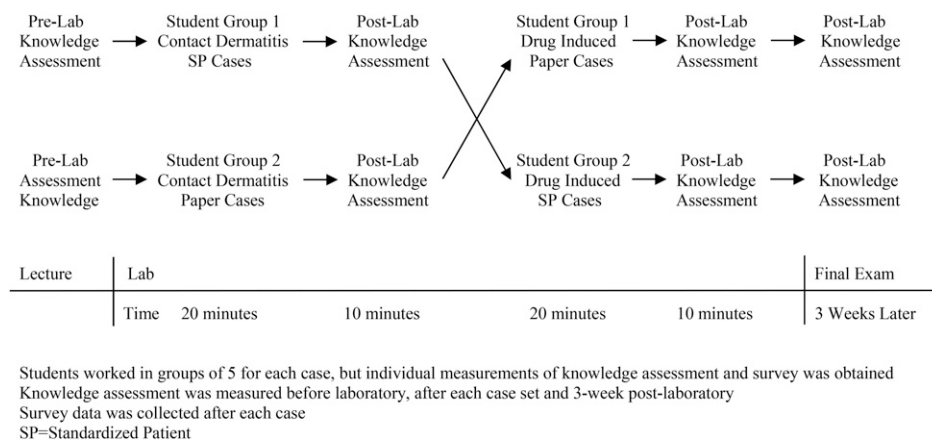 Pre-Lab
Knowledge
Assessment
Student Group 1
Contact Dermatitis
SP Cases
Post-Lab
Knowledge
Assessment
Student Group 1
Drug Induced
Paper Cases
Post-Lab
Knowledge
Assessment
Post-Lab
Knowledge
Assessment
Pre-Lab
Assessment
Knowledge
Student Group 2
Contact Dermatitis
Paper Cases
Post-Lab
Knowledge
Assessment
Student Group 2
Drug Induced
SP Cases
Post-Lab
Knowledge
Assessment
Post-Lab
Knowledge
Assessment
Lecture
Lab
Final Exam
Time
20 minutes
10 minutes
20 minutes
10 minutes
3 Weeks Later
Students worked in groups of 5 for each case, but individual measurements of knowledge assessment and survey was obtained
Knowledge assessment was measured before laboratory, after each case set and 3-week post-laboratory
Survey data was collected after each case
SP=Standardized Patient